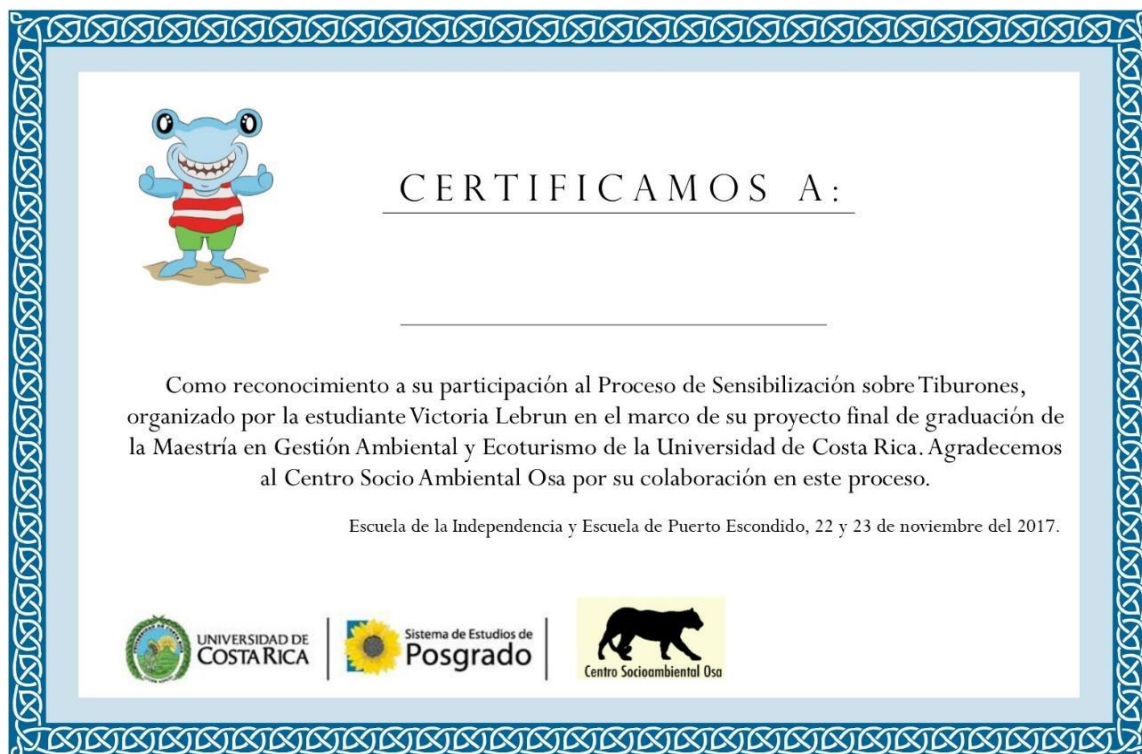 CERTIFICAMOS A:
Como reconocimiento a su participación al Proceso de Sensibilización sobre Tiburones,
organizado por la estudiante Victoria Lebrun en el marco de su proyecto final de graduación de
la Maestría en Gestión Ambiental y Ecoturismo de la Universidad de Costa Rica. Agradecemos
al Centro Socio Ambiental Osa por su colaboración en este proceso.
Escuela de la Independencia y Escuela de Puerto Escondido, 22 y 23 de noviembre del 2017.
UNIVERSIDAD DE
COSTA RICA
Sistema de Estudios de
Posgrado
Centro Socioambiental Osa